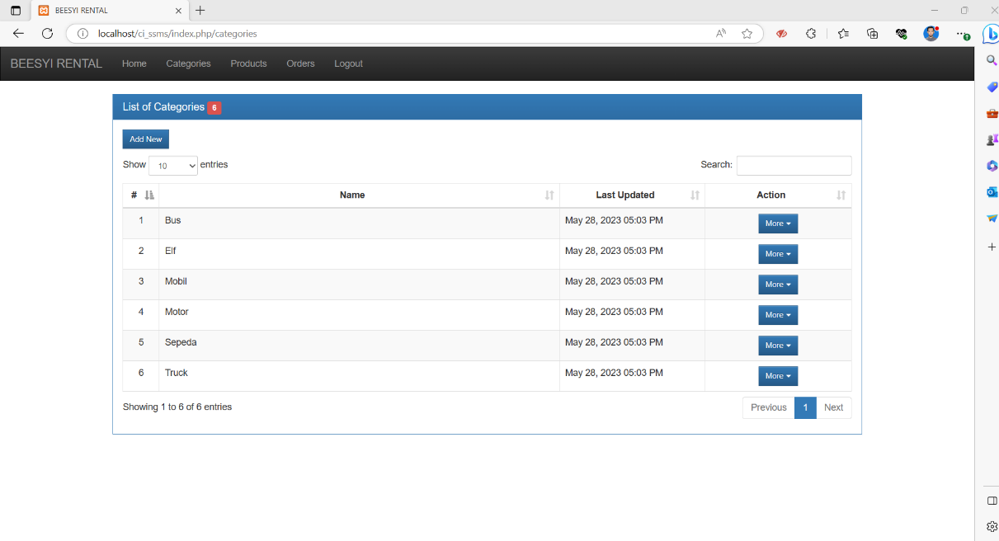 BEESYI RENTAL
localhost/ci_ssms/index.php/categories
BEESYI RENTAL Home Categories Products Orders Logout
List of Categories 6
Add New
Show 10 entries Search:
# Name Last Updated Action
1 Bus May 28, 2023 05:03 PM More
2 Elf May 28, 2023 05:03 PM More
3 Mobil May 28, 2023 05:03 PM More
4 Motor May 28, 2023 05:03 PM More
5 Sepeda May 28, 2023 05:03 PM More
6 Truck May 28, 2023 05:03 PM More
Showing 1 to 6 of 6 entries Previous 1 Next